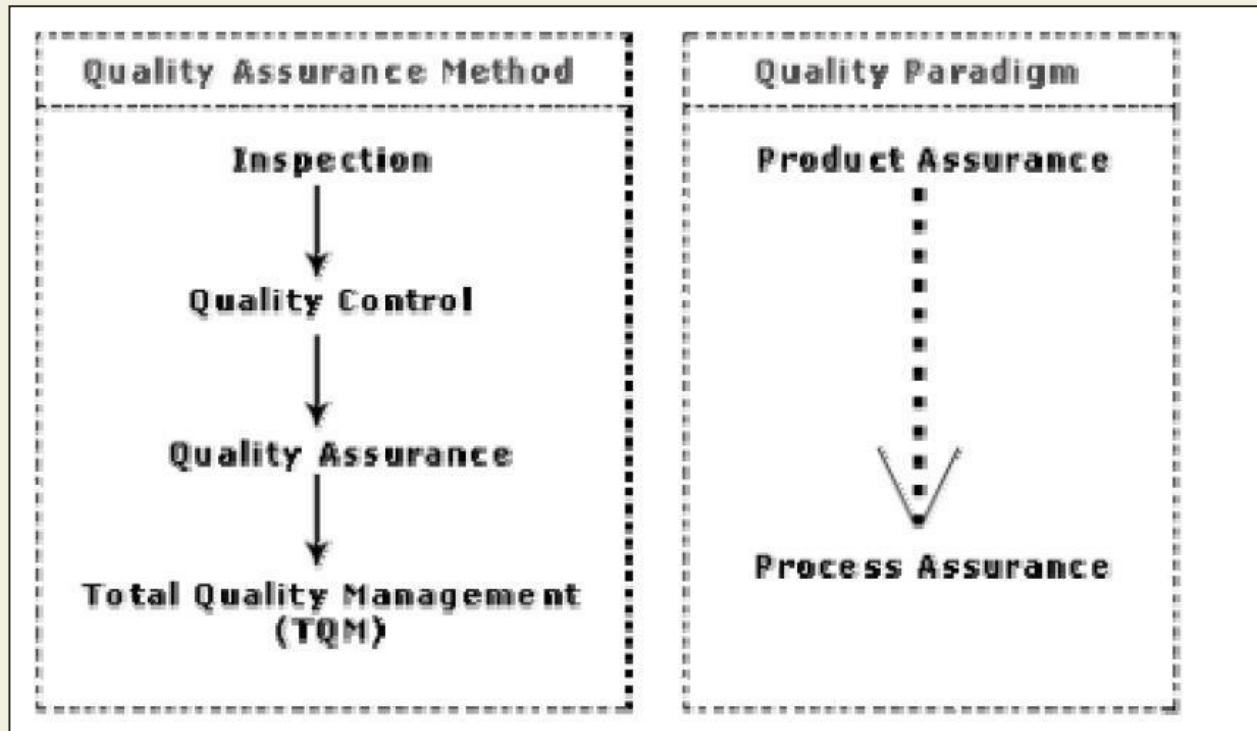 Quality Assurance Method
Inspection
Quality Control
Quality Assurance
Total Quality Management
(TQM)
Quality Paradigm
Product Assurance
Process Assurance